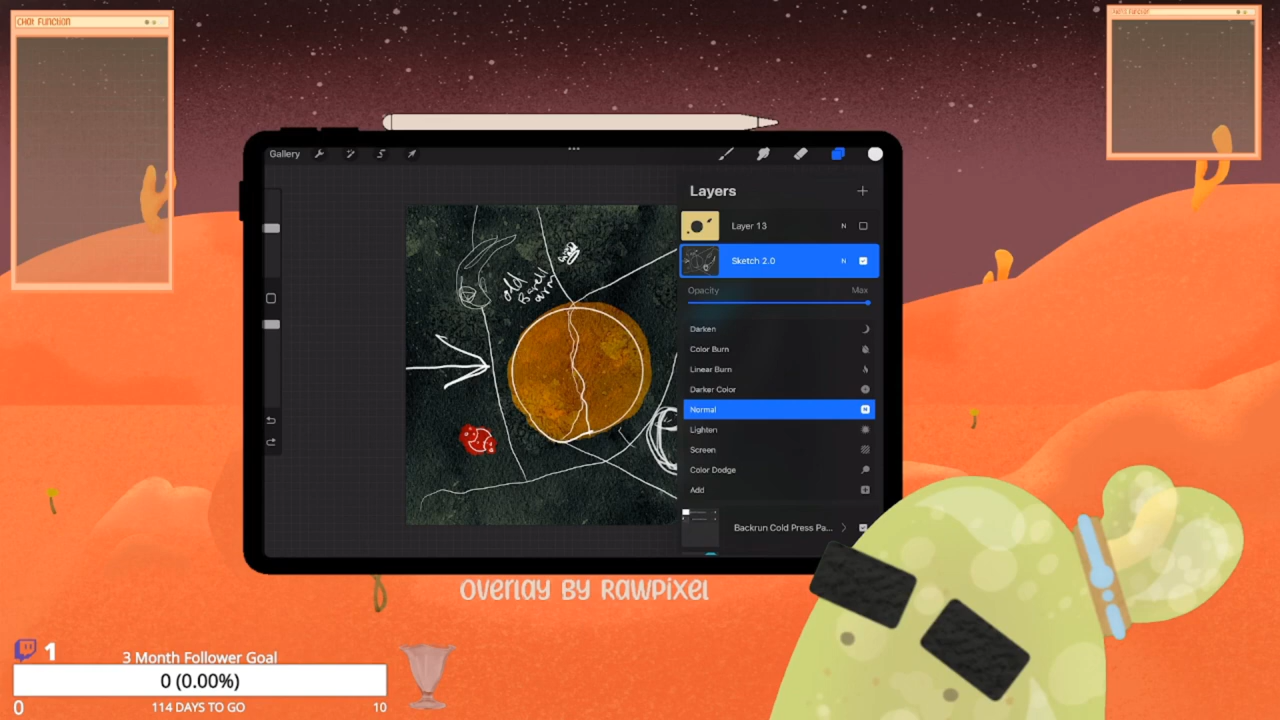 Chat Function
Gallery
Layers
Layer 13
N
Sketch 2.0
N
Opacity
Max
Darken
Color Burn
Linear Burn
Darker Color
Normal
N
Lighten
Screen
Color Dodge
Add
Backrun Cold Press Pa...
old
Barell
arm
Overlay by Rawpixel
1
3 Month Follower Goal
0 (0.00%)
0
114 DAYS TO GO
10